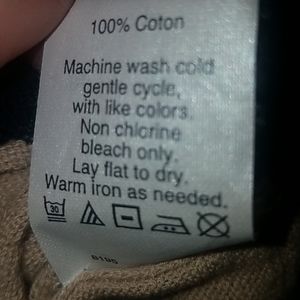 100% Coton
Machine wash cold
gentle cycle,
with like colors.
Non chlorine
bleach only.
Lay flat to dry.
Warm iron as needed.
30
6195